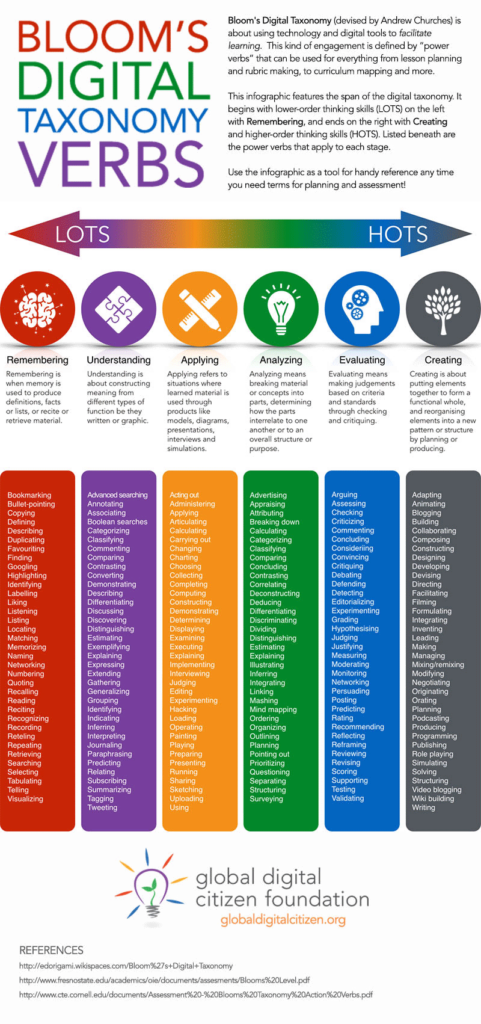 BLOOM'S
DIGITAL
TAXONOMY
VERBS
Bloom's Digital Taxonomy (devised by Andrew Churches) is
about using technology and digital tools to facilitate
learning. This kind of engagement is defined by "power
verbs" that can be used for everything from lesson planning
and rubric making, to curriculum mapping and more.
This infographic features the span of the digital taxonomy. It
begins with lower-order thinking skills (LOTS) on the left
with Remembering, and ends on the right with Creating
and higher-order thinking skills (HOTS). Listed beneath are
the power verbs that apply to each stage.
Use the infographic as a tool for handy reference any time
you need terms for planning and assessment!
LOTS
HOTS
Remembering
Remembering is
when memory is
used to produce
definitions, facts
or lists, or recite or
retrieve material.
Understanding
Understanding is
about constructing
meaning from
different types of
function be they
written or graphic.
Applying
Applying refers to
situations where
learned material is
used through
products like
models, diagrams,
presentations,
interviews and
simulations.
Analyzing
Analyzing means
breaking material
or concepts into
parts, determining
how the parts
interrelate to one
another or to an
overall structure or
purpose.
Evaluating
Evaluating means
making judgements
based on criteria
and standards
through checking
and critiquing.
Creating
Creating is about
putting elements
together to form a
functional whole,
and reorganising
elements into a new
pattern or structure
by planning or
producing.
Bookmarking
Bullet-pointing
Copying
Defining
Describing
Duplicating
Favouriting
Finding
Googling
Highlighting
Identifying
Labelling
Liking
Listening
Listing
Locating
Matching
Memorizing
Naming
Networking
Numbering
Quoting
Recalling
Reading
Reciting
Recognizing
Recording
Reteling
Repeating
Retrieving
Searching
Selecting
Tabulating
Telling
Visualizing
Advanced searching
Annotating
Associating
Boolean searches
Categorizing
Classifying
Commenting
Comparing
Contrasting
Converting
Demonstrating
Describing
Differentiating
Discussing
Discovering
Distinguishing
Estimating
Exemplifying
Explaining
Expressing
Extending
Gathering
Generalizing
Grouping
Identifying
Indicating
Inferring
Interpreting
Journaling
Paraphrasing
Predicting
Relating
Subscribing
Summarizing
Tagging
Tweeting
Acting out
Administering
Applying
Articulating
Calculating
Carrying out
Changing
Charting
Choosing
Collecting
Completing
Computing
Constructing
Demonstrating
Determining
Displaying
Examining
Executing
Explaining
Implementing
Interviewing
Judging
Editing
Experimenting
Hacking
Loading
Operating
Painting
Playing
Preparing
Presenting
Running
Sharing
Sketching
Uploading
Using
Advertising
Appraising
Attributing
Breaking down
Calculating
Categorizing
Classifying
Comparing
Concluding
Contrasting
Correlating
Deconstructing
Deducing
Differentiating
Discriminating
Dividing
Distinguishing
Estimating
Explaining
Illustrating
Inferring
Integrating
Linking
Mashing
Mind mapping
Ordering
Organizing
Outlining
Planning
Pointing out
Prioritizing
Questioning
Separating
Structuring
Surveying
Arguing
Assessing
Checking
Criticizing
Commenting
Concluding
Considering
Convincing
Critiquing
Debating
Defending
Detecting
Editorializing
Experimenting
Grading
Hypothesising
Judging
Justifying
Measuring
Moderating
Monitoring
Networking
Persuading
Posting
Predicting
Rating
Recommending
Reflecting
Reframing
Reviewing
Revising
Scoring
Supporting
Testing
Validating
Adapting
Animating
Blogging
Building
Collaborating
Composing
Constructing
Designing
Developing
Devising
Directing
Facilitating
Filming
Formulating
Integrating
Inventing
Leading
Making
Managing
Mixing/remixing
Modifying
Negotiating
Originating
Orating
Planning
Podcasting
Producing
Programming
Publishing
Role playing
Simulating
Solving
Structuring
Video blogging
Wiki building
Writing
global digital
citizen foundation
globaldigitalcitizen.org
REFERENCES
http://edorigami.wikispaces.com/Bloom%27s+Digital+Taxonomy
http://www.fresnostate.edu/academics/oie/documents/assesments/Blooms%20Level.pdf
http://www.cte.cornell.edu/documents/Assessment%20-%20Blooms%20Taxonomy%20Action%20Verbs.pdf